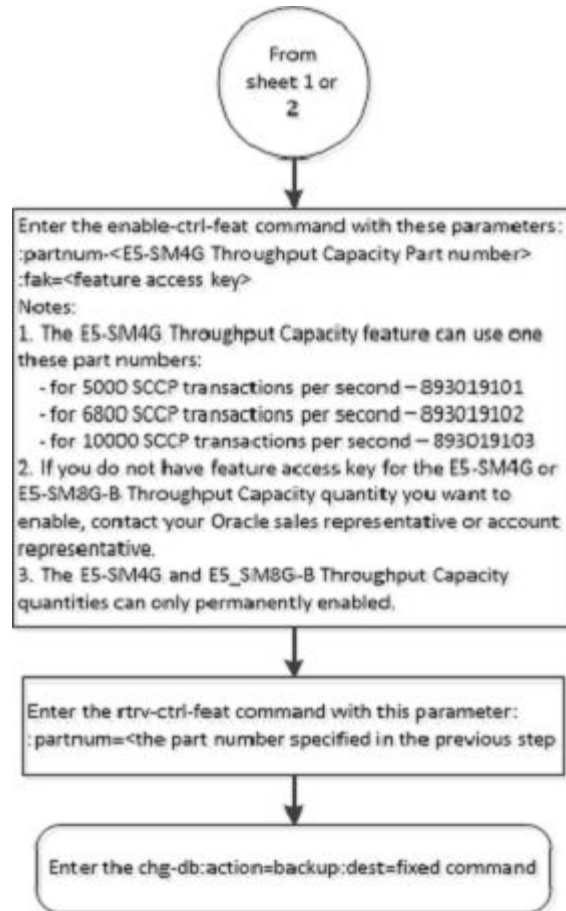 From
sheet 1 or
2
Enter the enable-ctrl-feat command with these parameters:
:partnum-<E5-SM4G Throughput Capacity Part number>
:fak=<feature access key>
Notes:
1. The E5-SM4G Throughput Capacity feature can use one
these part numbers:
- for 5000 SCCP transactions per second – 893019101
- for 6800 SCCP transactions per second – 893019102
- for 10000 SCCP transactions per second – 893019103
2. If you do not have feature access key for the E5-SM4G or
E5-SM8G-B Throughput Capacity quantity you want to
enable, contact your Oracle sales representative or account
representative.
3. The E5-SM4G and E5_SM8G-B Throughput Capacity
quantities can only permanently enabled.
Enter the rtrv-ctrl-feat command with this parameter:
:partnum=<the part number specified in the previous step
Enter the chg-db:action=backup:dest=fixed command